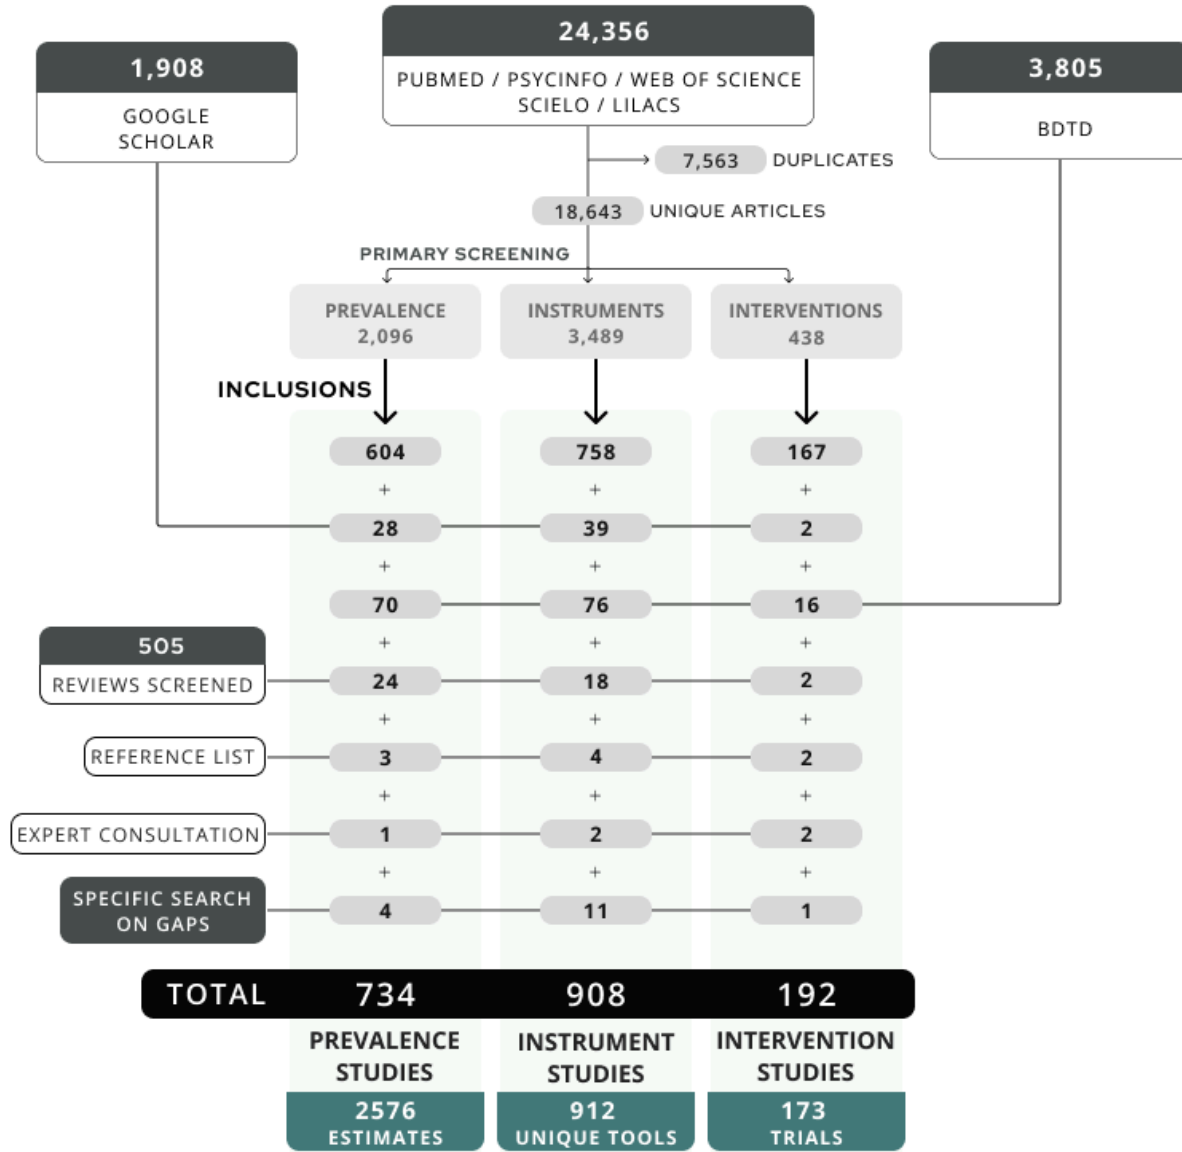 24,356
PUBMED / PSYCINFO / WEB OF SCIENCE
SCIELO / LILACS
1,908
GOOGLE
SCHOLAR
3,805
BDTD
7,563 DUPLICATES
18,643 UNIQUE ARTICLES
PRIMARY SCREENING
PREVALENCE
2,096
INSTRUMENTS
3,489
INTERVENTIONS
438
INCLUSIONS
604 758 167
+ + +
28 39 2
+ + +
70 76 16
+ + +
505
REVIEWS SCREENED
24 18 2
+ + +
REFERENCE LIST 3 4 2
+ + +
EXPERT CONSULTATION 1 2 2
+ + +
SPECIFIC SEARCH
ON GAPS
4 11 1
TOTAL 734 908 192
PREVALENCE
STUDIES
INSTRUMENT
STUDIES
INTERVENTION
STUDIES
2576
ESTIMATES
912
UNIQUE TOOLS
173
TRIALS